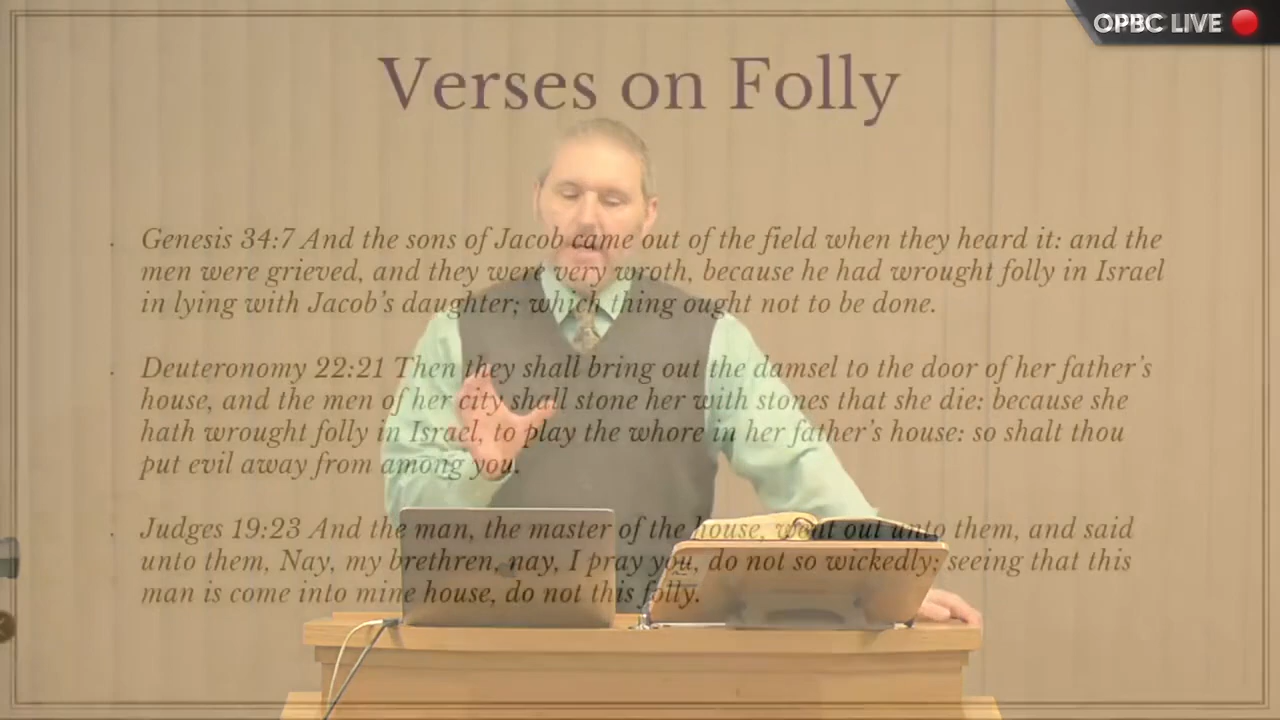 OPBC LIVE
Verses on Folly
Genesis 34:7 And the sons of Jacob came out of the field when they heard it: and the
men were grieved, and they were very wroth, because he had wrought folly in Israel
in lying with Jacob's daughter; which thing ought not to be done.
Deuteronomy 22:21 Then they shall bring out the damsel to the door of her father's
house, and the men of her city shall stone her with stones that she die: because she
hath wrought folly in Israel, to play the whore in her father's house: so shalt thou
put evil away from among you.
Judges 19:23 And the man, the master of the house, went out unto them, and said
unto them, Nay, my brethren, nay, I pray you, do not so wickedly; seeing that this
man is come into mine house, do not this folly.